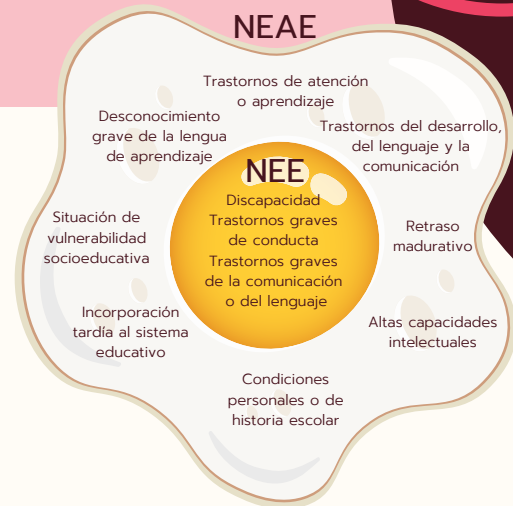 NEAE
Trastornos de atención
o aprendizaje
Desconocimiento
grave de la lengua
de aprendizaje
Trastornos del desarrollo,
del lenguaje y la
comunicación
NEE
Discapacidad
Trastornos graves
de conducta
Trastornos graves
de la comunicación
o del lenguaje
Situación de
vulnerabilidad
socioeducativa
Retraso
madurativo
Incorporación
tardía al sistema
educativo
Altas capacidades
intelectuales
Condiciones
personales o de
historia escolar